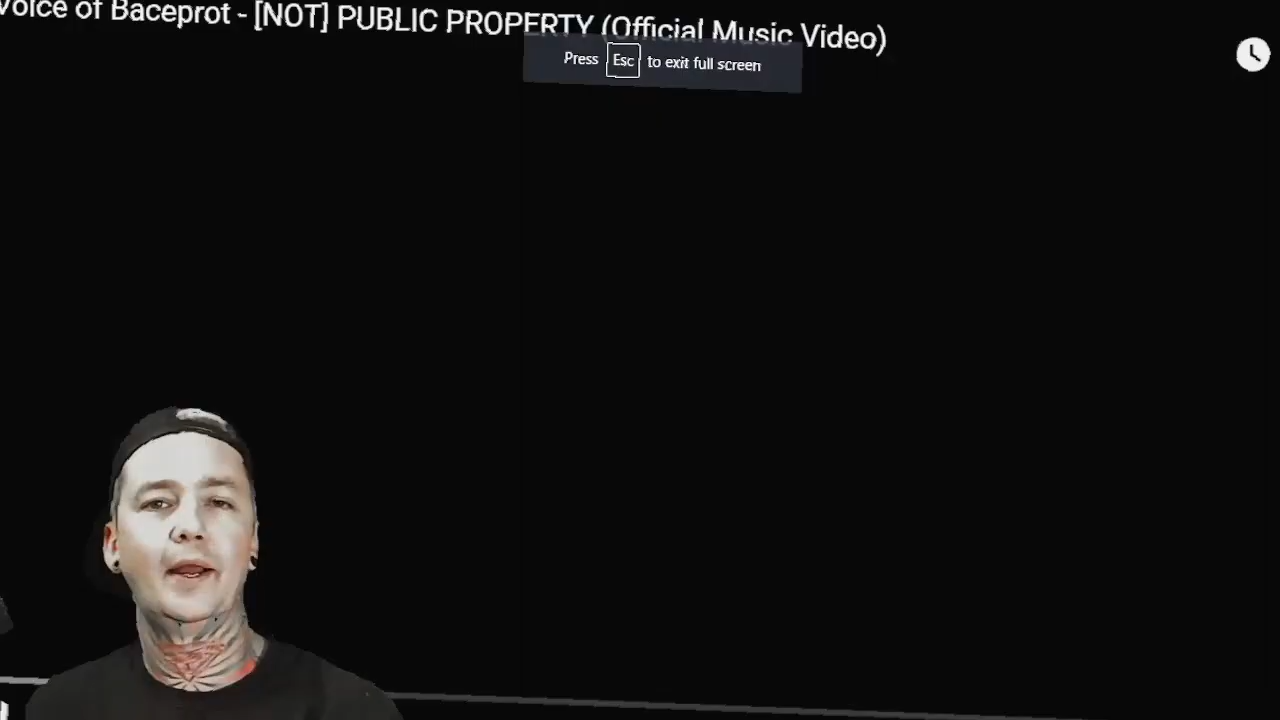 Voice of Baceprot - [NOT] PUBLIC PROPERTY (Official Music Video)
Press Esc to exit full screen